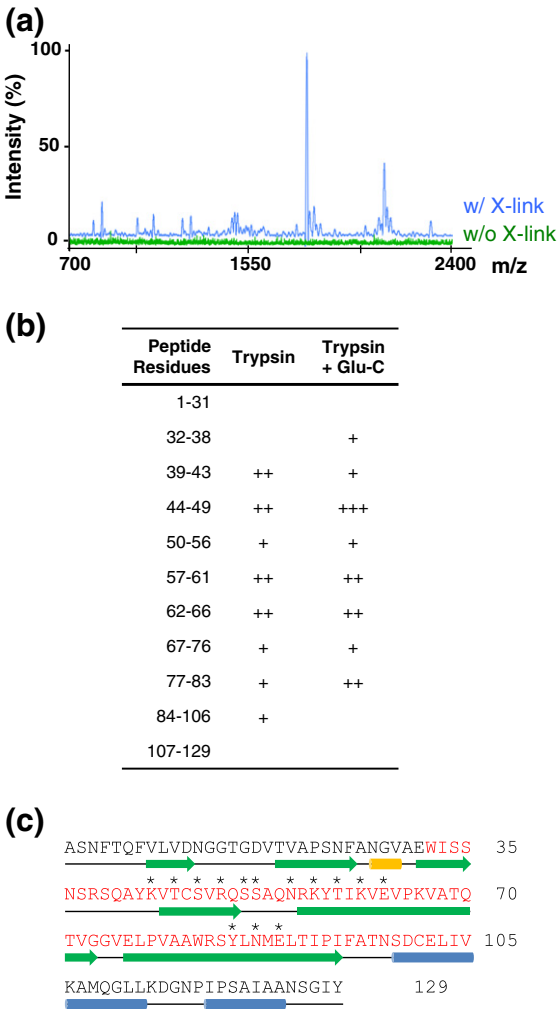 (a)
100
50
0
Intensity (%)
w/ X-link
w/o X-link
700 1550 2400 m/z
(b)
Peptide Residues Trypsin Trypsin + Glu-C
1-31
32-38 +
39-43 ++ +
44-49 ++ +++
50-56 + +
57-61 ++ ++
62-66 ++ ++
67-76 + +
77-83 + ++
84-106 +
107-129
(c)
ASNFTQFVLVDNGGTGDVTVAPSNFANGVAEWISS 35
* * * * ** * * * * *
NSRSQAYKVTCSVRQSSAQNRKYTIKVEVPKVATQ 70
* * *
TVGGVELPVAAWRSYLNMELTIPIFATNSDCELIV 105
KAMQGLLKDGNPIPSAIAANSGIY 129